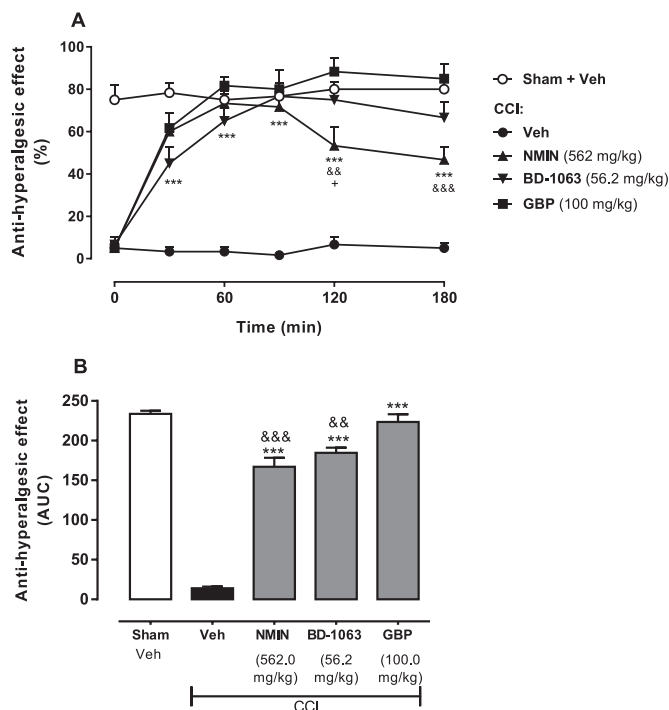 A
Anti-hyperalgesic effect
(%)
100
80
60
40
20
0
***
***
***
***
&&
+
***
&&&
0
60
120
180
Time (min)
Sham + Veh
CCI:
Veh
NMIN (562 mg/kg)
BD-1063 (56.2 mg/kg)
GBP (100 mg/kg)
B
Anti-hyperalgesic effect
(AUC)
250
200
150
100
50
0
&&&
***
&&
***
***
Sham
Veh
Veh
NMIN
(562.0
mg/kg)
BD-1063
(56.2
mg/kg)
GBP
(100.0
mg/kg)
CCI